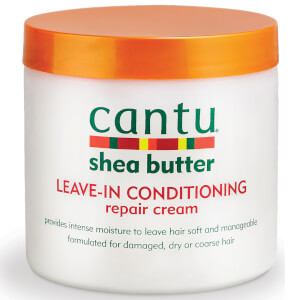 cantu
shea butter
LEAVE-IN CONDITIONING
repair cream
provides intense moisture to leave hair soft and manageable
formulated for damaged, dry or coarse hair